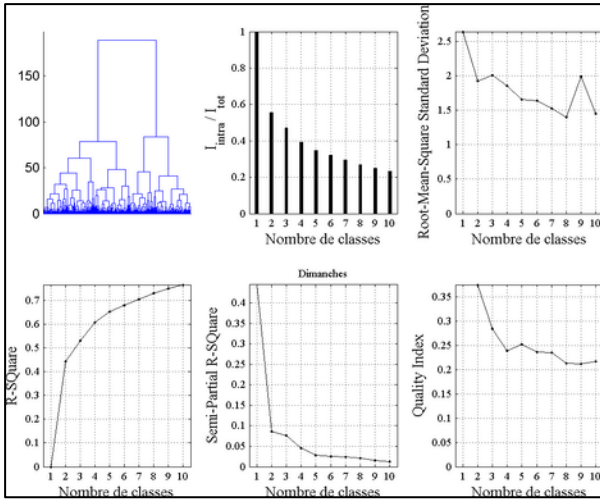 150
100
50
0
I_intra / I_tot
1
0.8
0.6
0.4
0.2
0
1 2 3 4 5 6 7 8 9 10
Nombre de classes
Root-Mean-Square Standard Deviation
2.5
2
1.5
1
0.5
0
1 2 3 4 5 6 7 8 9 10
Nombre de classes
R-SQuare
0.7
0.6
0.5
0.4
0.3
0.2
0.1
0
1 2 3 4 5 6 7 8 9 10
Nombre de classes
Dimanches
Semi-Partial R-SQuare
0.4
0.35
0.3
0.25
0.2
0.15
0.1
0.05
0
1 2 3 4 5 6 7 8 9 10
Nombre de classes
Quality Index
0.35
0.3
0.25
0.2
0.15
0.1
0.05
0
1 2 3 4 5 6 7 8 9 10
Nombre de classes